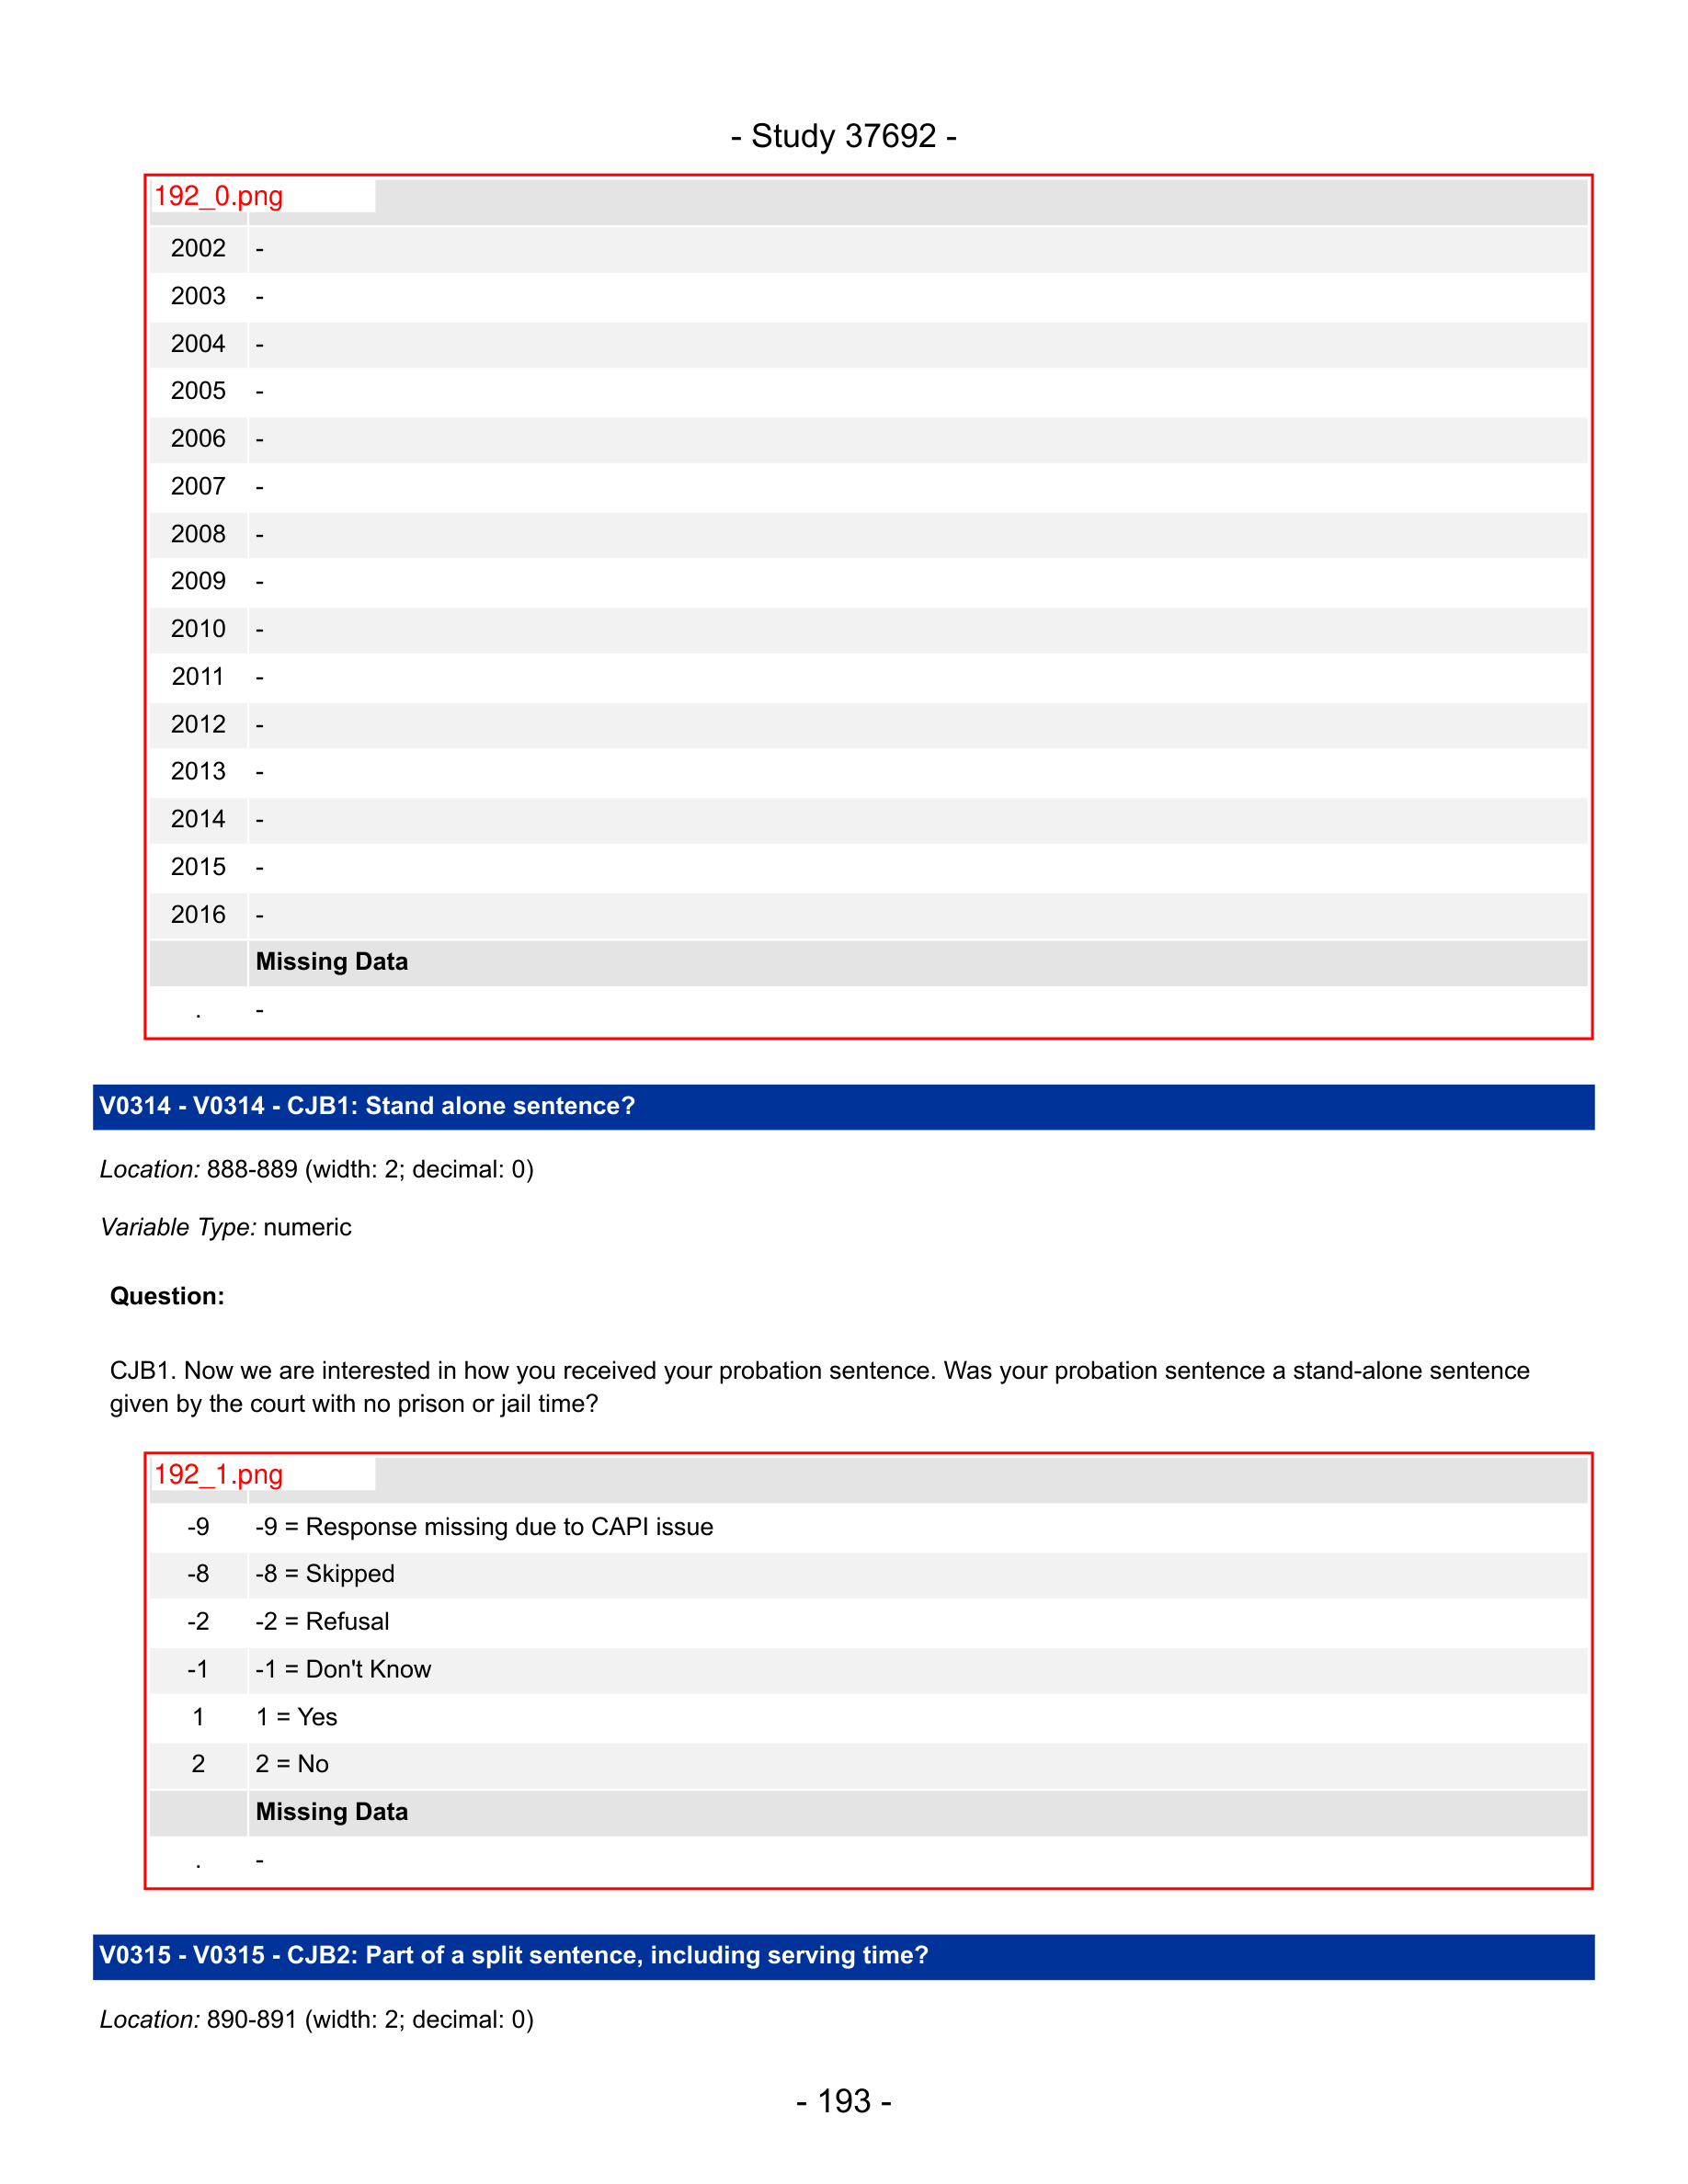 - Study 37692 -
192_0.png
2002 -
2003 -
2004 -
2005 -
2006 -
2007 -
2008 -
2009 -
2010 -
2011 -
2012 -
2013 -
2014 -
2015 -
2016 -
Missing Data
. -
V0314 - V0314 - CJB1: Stand alone sentence?
Location: 888-889 (width: 2; decimal: 0)
Variable Type: numeric
Question:
CJB1. Now we are interested in how you received your probation sentence. Was your probation sentence a stand-alone sentence
given by the court with no prison or jail time?
192_1.png
-9 -9 = Response missing due to CAPI issue
-8 -8 = Skipped
-2 -2 = Refusal
-1 -1 = Don't Know
1 1 = Yes
2 2 = No
Missing Data
. -
V0315 - V0315 - CJB2: Part of a split sentence, including serving time?
Location: 890-891 (width: 2; decimal: 0)
- 193 -